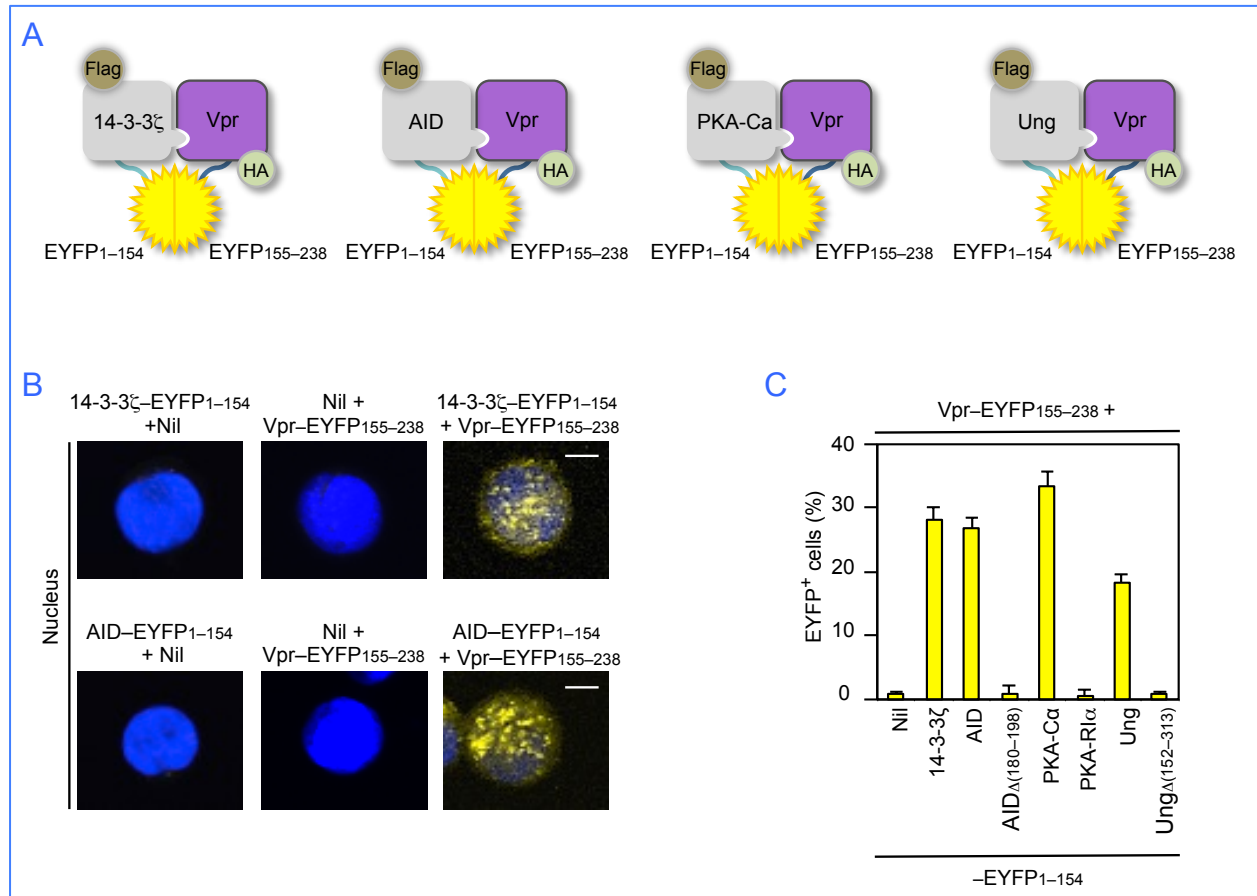 A
Flag
14-3-3ζ
Vpr
HA
EYFP1–154
EYFP155–238
Flag
AID
Vpr
HA
EYFP1–154
EYFP155–238
Flag
PKA-Ca
Vpr
HA
EYFP1–154
EYFP155–238
Flag
Ung
Vpr
HA
EYFP1–154
EYFP155–238
B
Nucleus
14-3-3ζ–EYFP1–154
+Nil
Nil +
Vpr–EYFP155–238
14-3-3ζ–EYFP1–154
+ Vpr–EYFP155–238
AID–EYFP1–154
+ Nil
Nil +
Vpr–EYFP155–238
AID–EYFP1–154
+ Vpr–EYFP155–238
C
Vpr–EYFP155–238 +
EYFP+ cells (%)
40
30
20
10
0
Nil
14-3-3ζ
AID
AIDΔ(180–198)
PKA-Cα
PKA-RIα
Ung
UngΔ(152–313)
–EYFP1–154